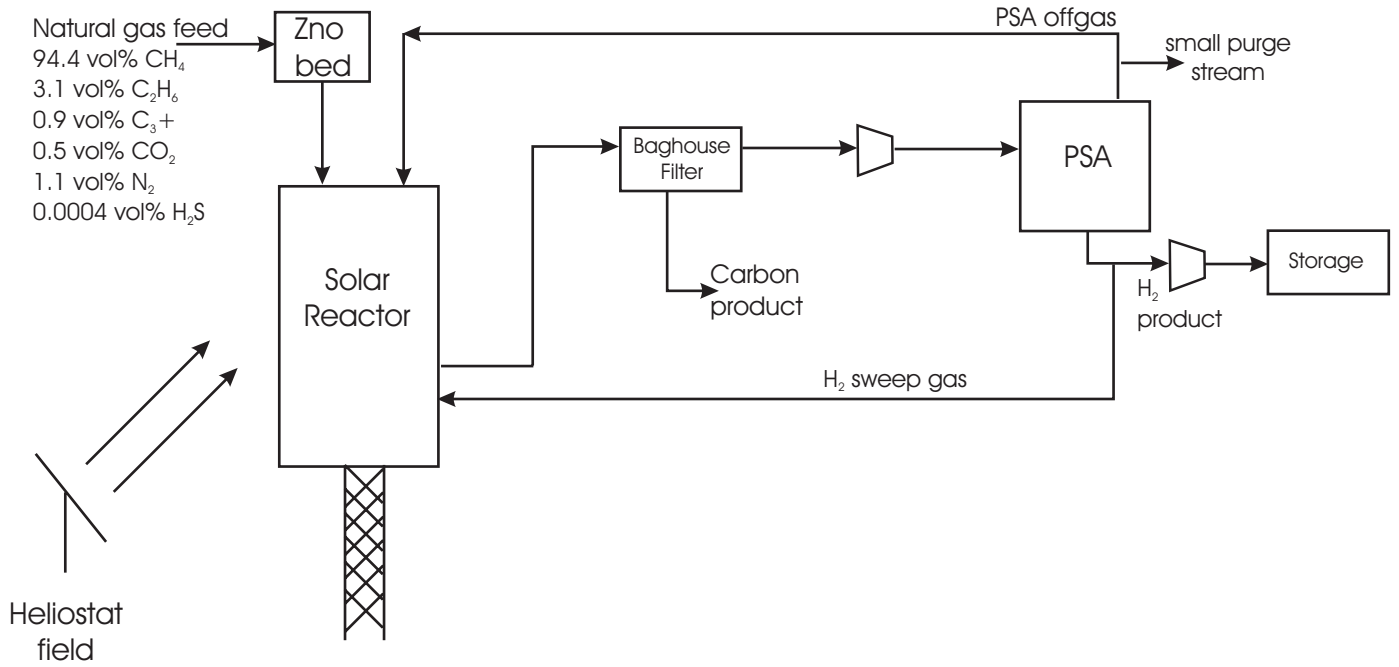 Natural gas feed
94.4 vol% CH₄
3.1 vol% C₂H₆
0.9 vol% C₃+
0.5 vol% CO₂
1.1 vol% N₂
0.0004 vol% H₂S
Zno
bed
PSA offgas
small purge
stream
Baghouse
Filter
PSA
Solar
Reactor
Carbon
product
H₂
product
Storage
H₂ sweep gas
Heliostat
field